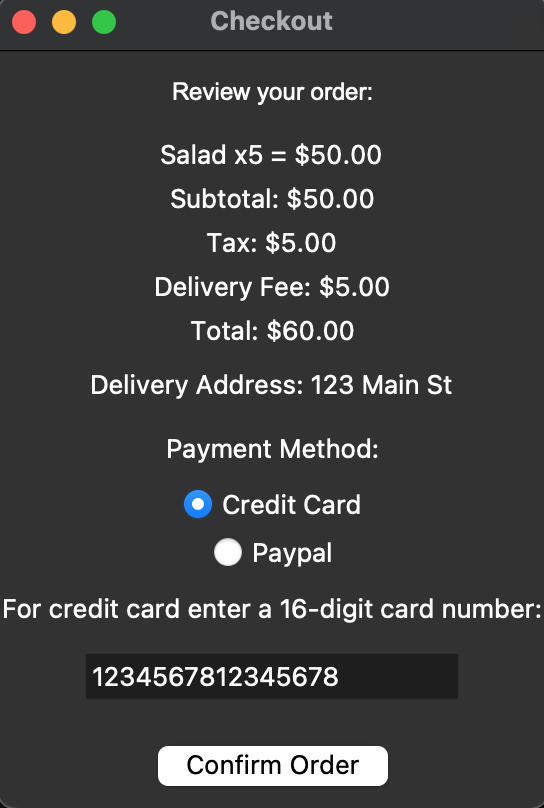 Checkout
Review your order:
Salad x5 = $50.00
Subtotal: $50.00
Tax: $5.00
Delivery Fee: $5.00
Total: $60.00
Delivery Address: 123 Main St
Payment Method:
Credit Card
Paypal
For credit card enter a 16-digit card number:
1234567812345678
Confirm Order